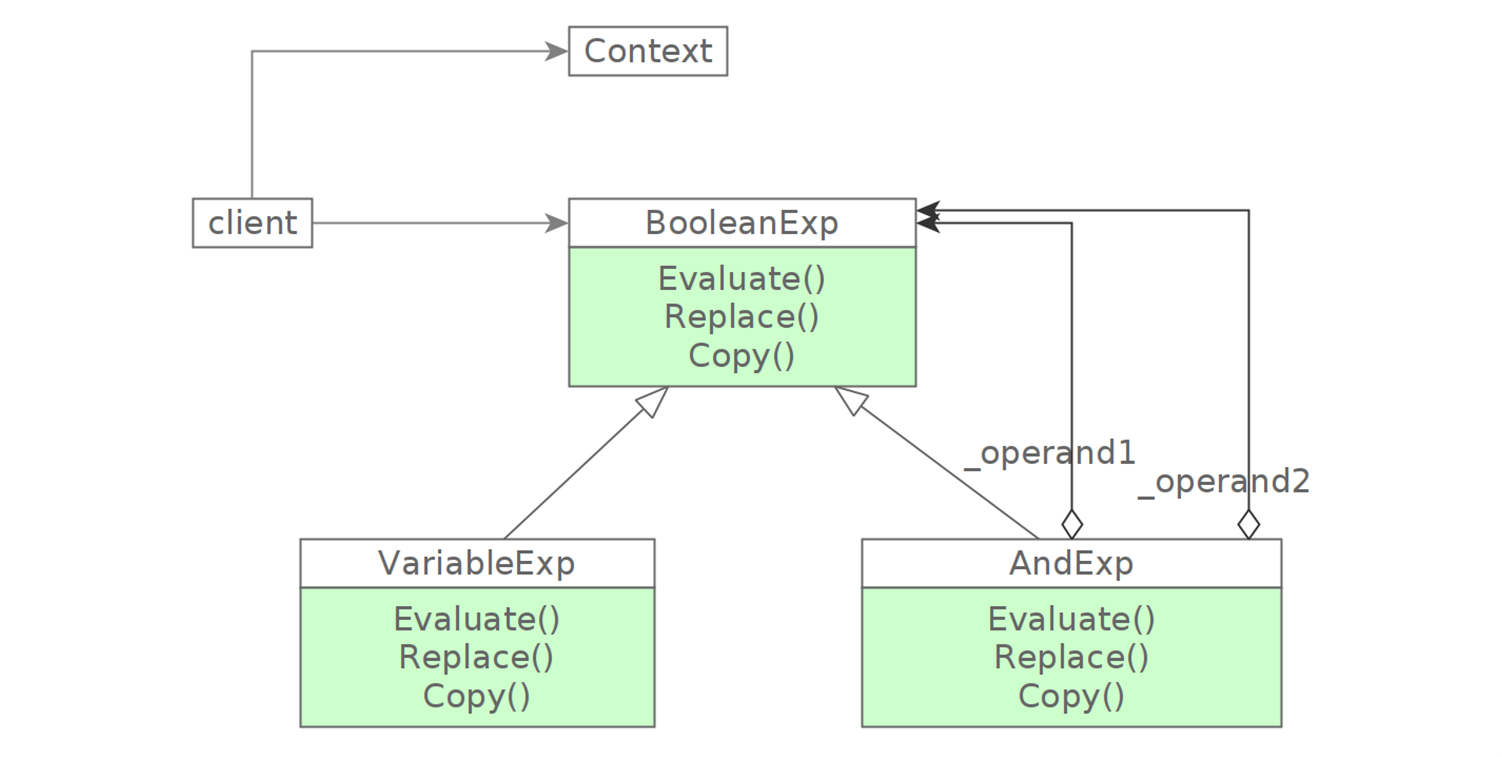 Context
client
BooleanExp
Evaluate()
Replace()
Copy()
_operand1
_operand2
VariableExp
Evaluate()
Replace()
Copy()
AndExp
Evaluate()
Replace()
Copy()